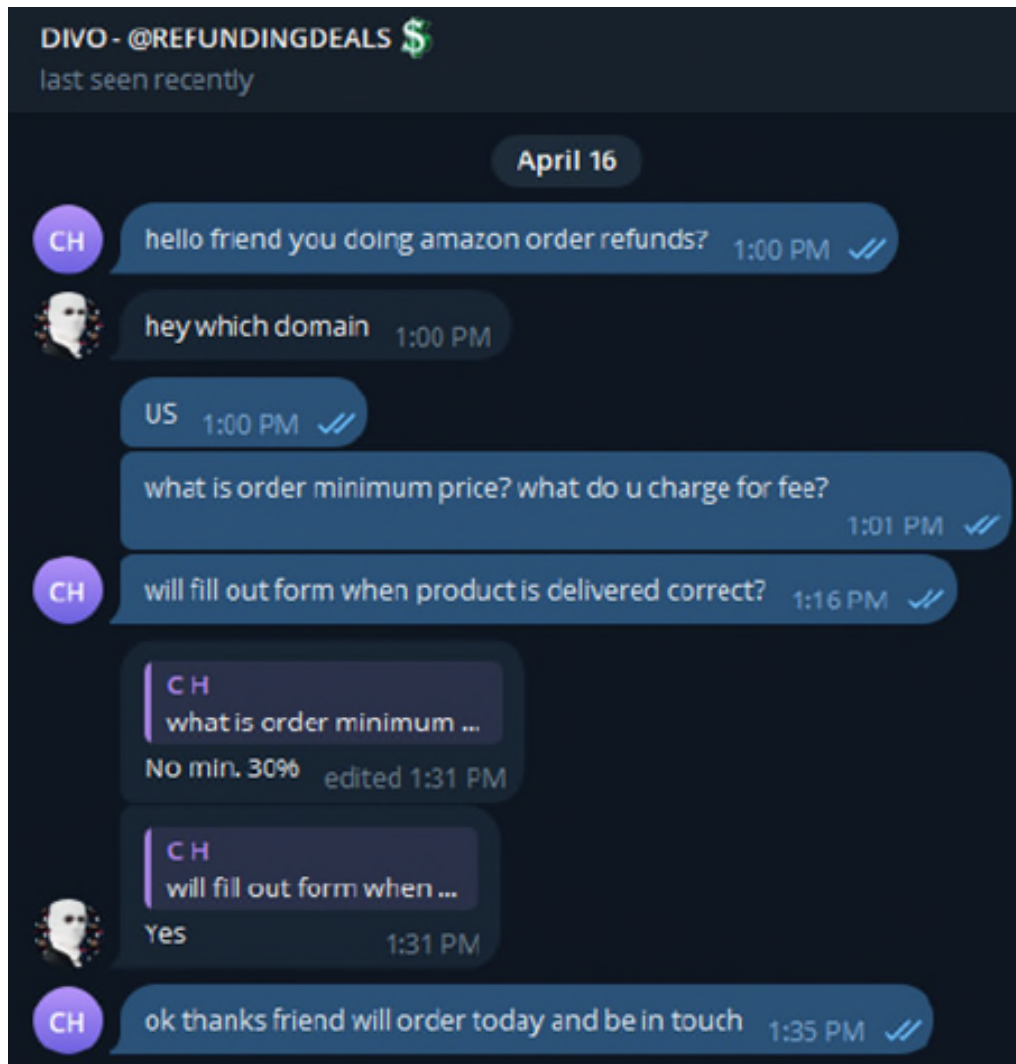 DIVO - @REFUNDINGDEALS 💲
last seen recently
April 16
CH
hello friend you doing amazon order refunds? 1:00 PM
hey which domain 1:00 PM
US 1:00 PM
what is order minimum price? what do u charge for fee?
1:01 PM
CH
will fill out form when product is delivered correct? 1:16 PM
C H
what is order minimum ...
No min. 30% edited 1:31 PM
C H
will fill out form when ...
Yes 1:31 PM
CH
ok thanks friend will order today and be in touch 1:35 PM